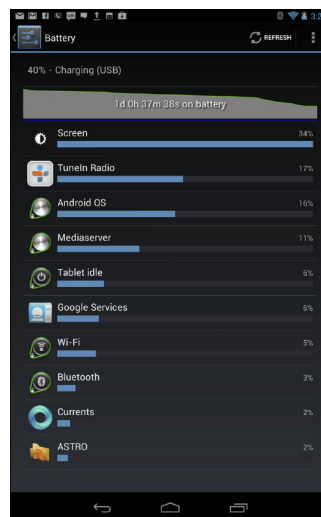 Battery
REFRESH
40% - Charging (USB)
1d 0h 37m 38s on battery
Screen 34%
TuneIn Radio 17%
Android OS 16%
Mediaserver 11%
Tablet idle 6%
Google Services 6%
Wi-Fi 5%
Bluetooth 3%
Currents 2%
ASTRO 2%